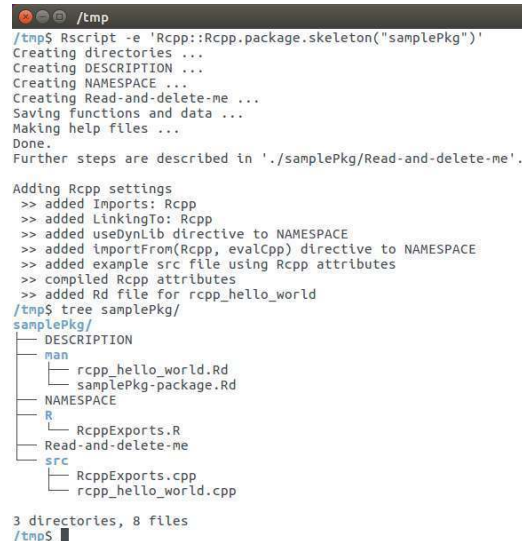 /tmp
/tmp$ Rscript -e 'Rcpp::Rcpp.package.skeleton("samplePkg")'
Creating directories ...
Creating DESCRIPTION ...
Creating NAMESPACE ...
Creating Read-and-delete-me ...
Saving functions and data ...
Making help files ...
Done.
Further steps are described in './samplePkg/Read-and-delete-me'.

Adding Rcpp settings
 >> added Imports: Rcpp
 >> added LinkingTo: Rcpp
 >> added useDynLib directive to NAMESPACE
 >> added importFrom(Rcpp, evalCpp) directive to NAMESPACE
 >> added example src file using Rcpp attributes
 >> compiled Rcpp attributes
 >> added Rd file for rcpp_hello_world
/tmp$ tree samplePkg/
samplePkg/
├── DESCRIPTION
├── man
│   ├── rcpp_hello_world.Rd
│   └── samplePkg-package.Rd
├── NAMESPACE
├── R
│   └── RcppExports.R
├── Read-and-delete-me
└── src
    ├── RcppExports.cpp
    └── rcpp_hello_world.cpp

3 directories, 8 files
/tmp$